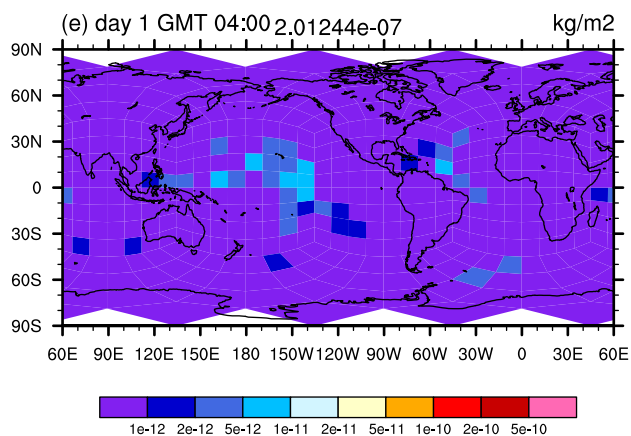 (e) day 1 GMT 04:00 2.01244e-07 kg/m2
90N
60N
30N
0
30S
60S
90S
60E 90E 120E 150E 180 150W 120W 90W 60W 30W 0 30E 60E
1e-12 2e-12 5e-12 1e-11 2e-11 5e-11 1e-10 2e-10 5e-10